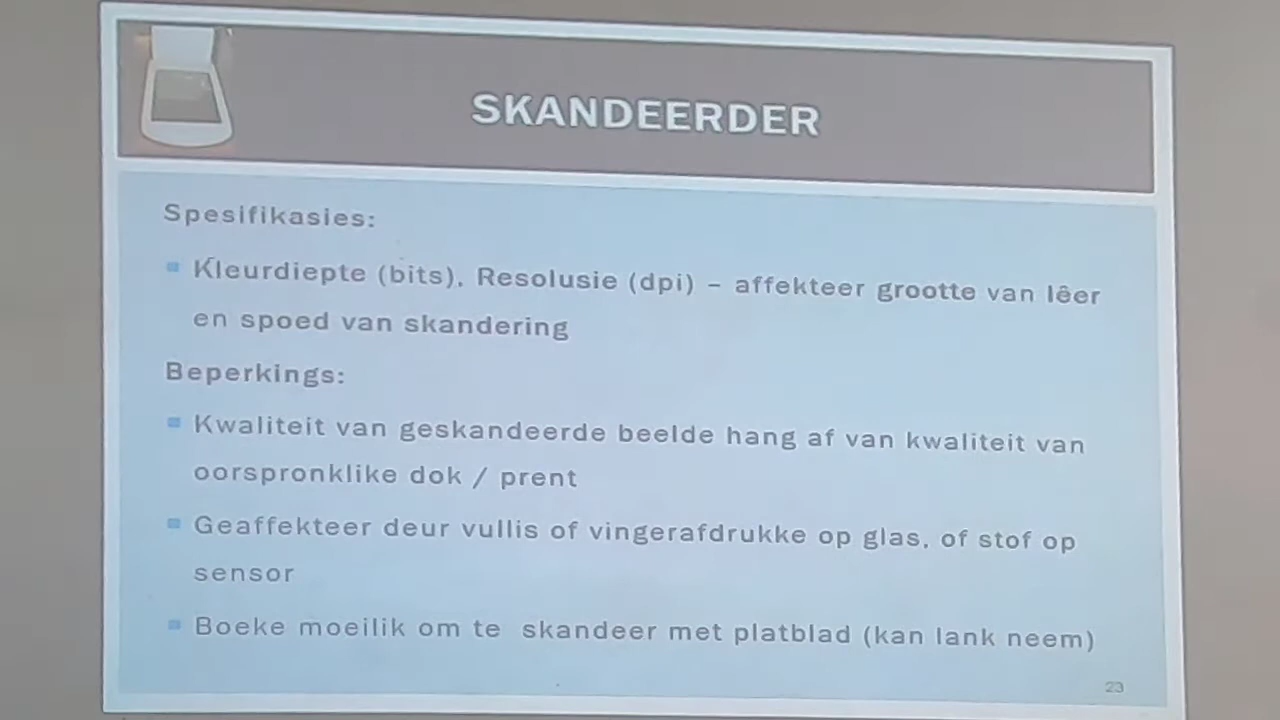 SKANDEERDER
Spesifikasies:
Kleurdiepte (bits), Resolusie (dpi) – affekteer grootte van lêer
en spoed van skandering
Beperkings:
Kwaliteit van geskandeerde beelde hang af van kwaliteit van
oorspronklike dok / prent
Geaffekteer deur vullis of vingerafdrukke op glas, of stof op
sensor
Boeke moeilik om te skandeer met platblad (kan lank neem)
23